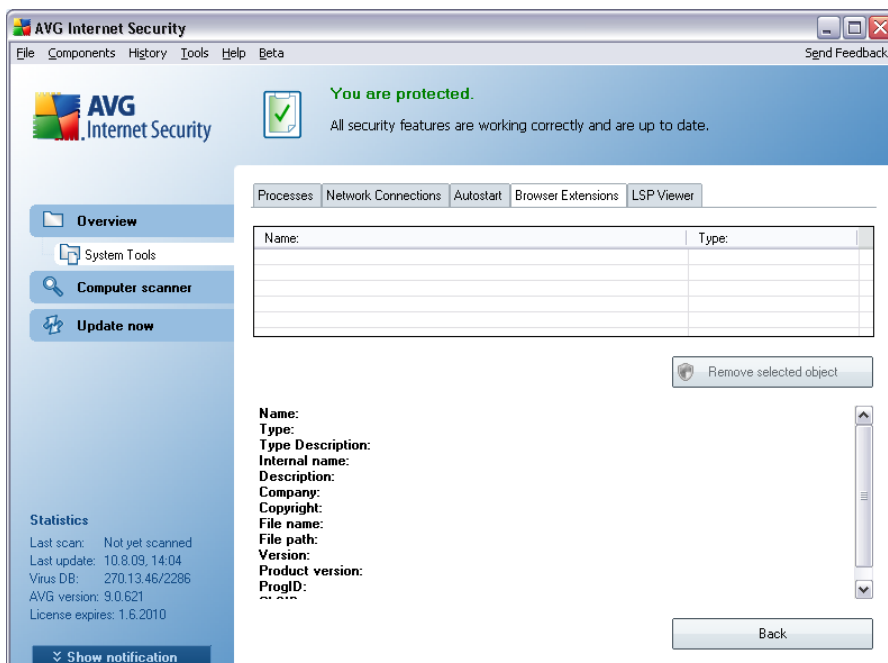 AVG Internet Security
File Components History Tools Help Beta Send Feedback
AVG
Internet Security
You are protected.
All security features are working correctly and are up to date.
Processes Network Connections Autostart Browser Extensions LSP Viewer
Overview
System Tools
Computer scanner
Update now
Name: Type:
Remove selected object
Name:
Type:
Type Description:
Internal name:
Description:
Company:
Copyright:
File name:
File path:
Version:
Product version:
ProgID:
Statistics
Last scan: Not yet scanned
Last update: 10.8.09, 14:04
Virus DB: 270.13.46/2286
AVG version: 9.0.621
License expires: 1.6.2010
Show notification
Back